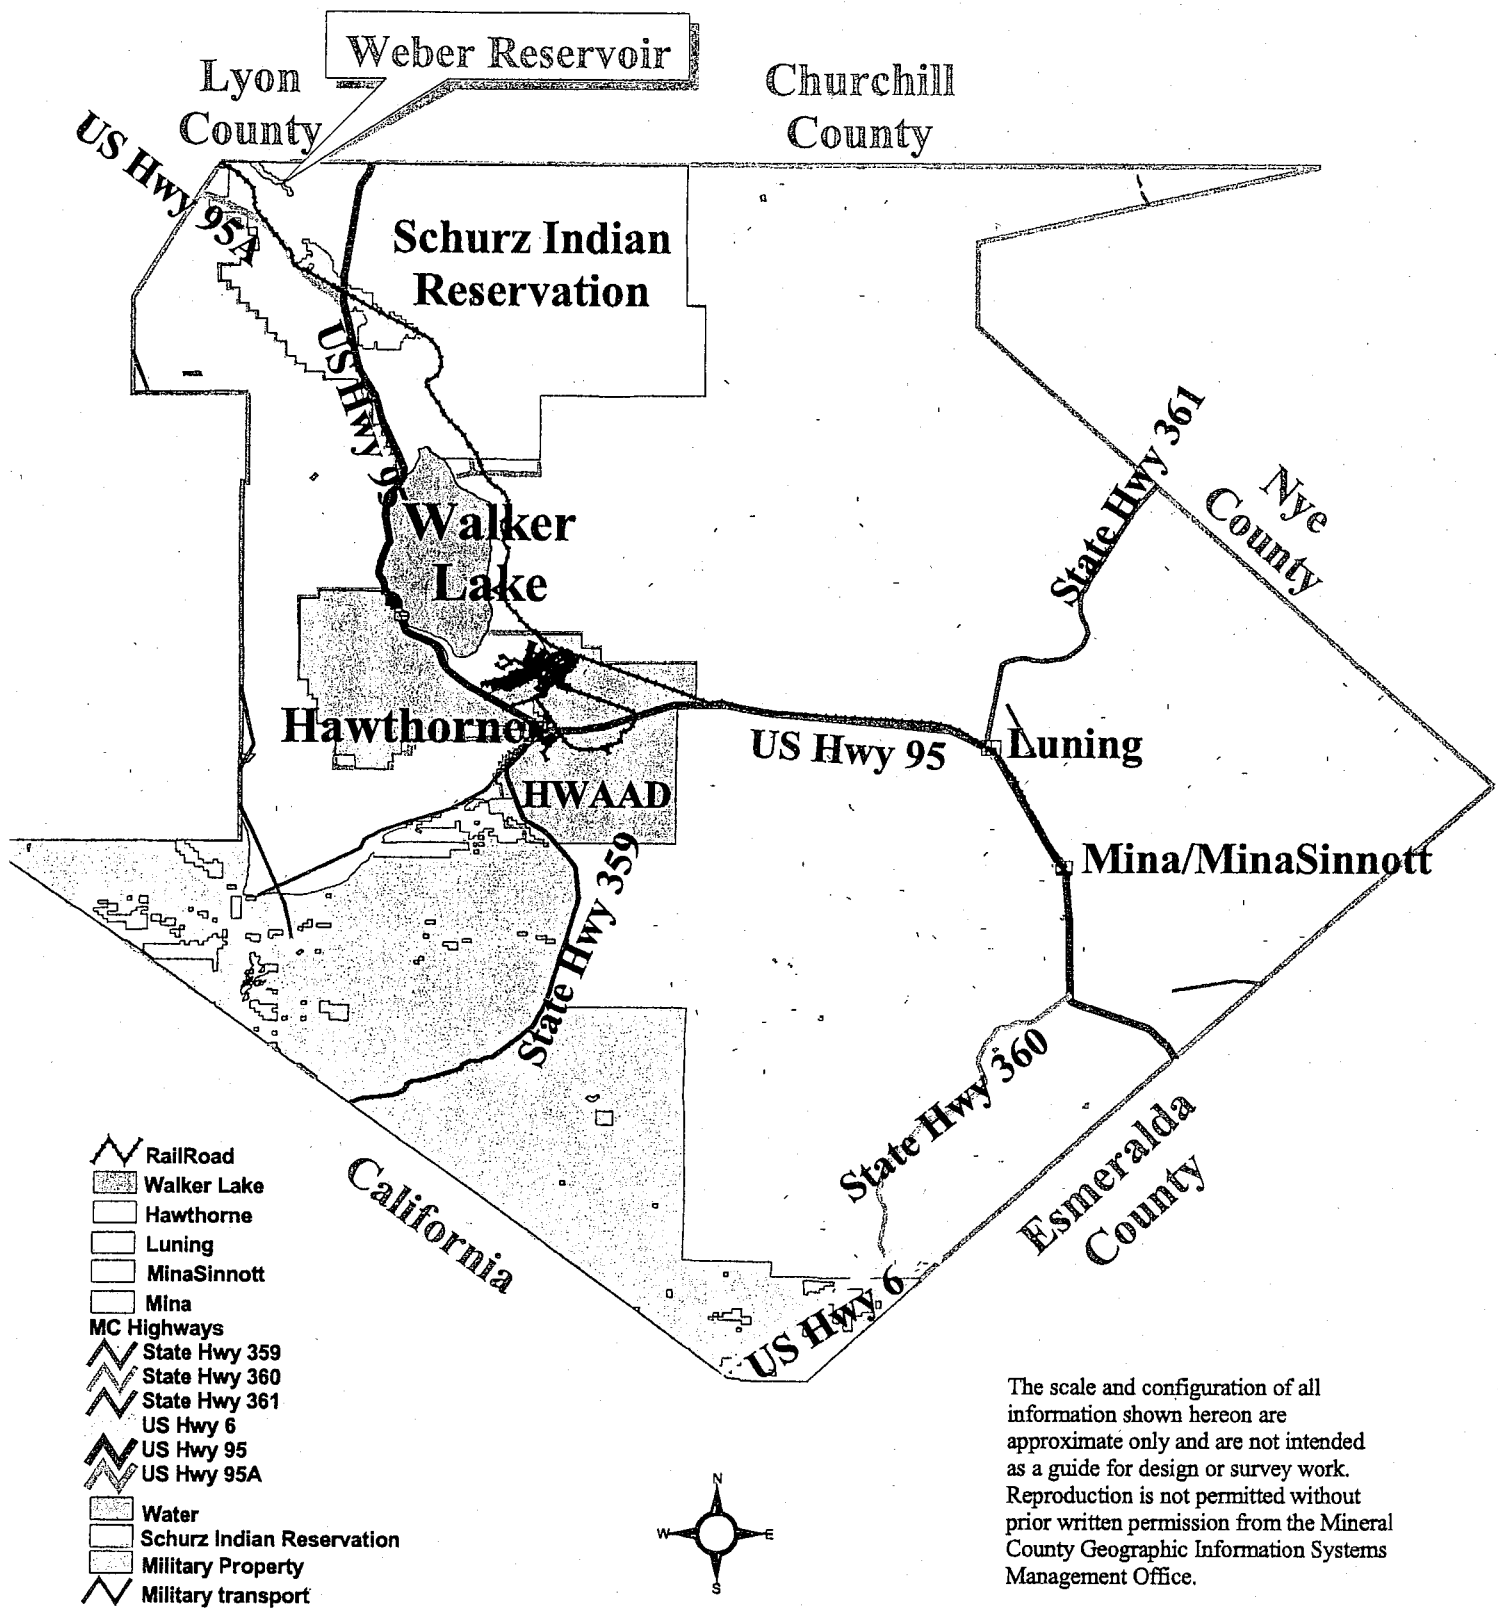 Weber Reservoir
Lyon
County
Churchill
County
US Hwy 95A
Schurz Indian
Reservation
US Hwy 95
State Hwy 361
Nye
County
Walker
Lake
Hawthorne
US Hwy 95
Luning
HWAAD
Mina/MinaSinnott
State Hwy 359
State Hwy 360
Esmeralda
County
California
US Hwy 6
RailRoad
Walker Lake
Hawthorne
Luning
MinaSinnott
Mina
MC Highways
State Hwy 359
State Hwy 360
State Hwy 361
US Hwy 6
US Hwy 95
US Hwy 95A
Water
Schurz Indian Reservation
Military Property
Military transport
N
W
E
S
The scale and configuration of all
information shown hereon are
approximate only and are not intended
as a guide for design or survey work.
Reproduction is not permitted without
prior written permission from the Mineral
County Geographic Information Systems
Management Office.